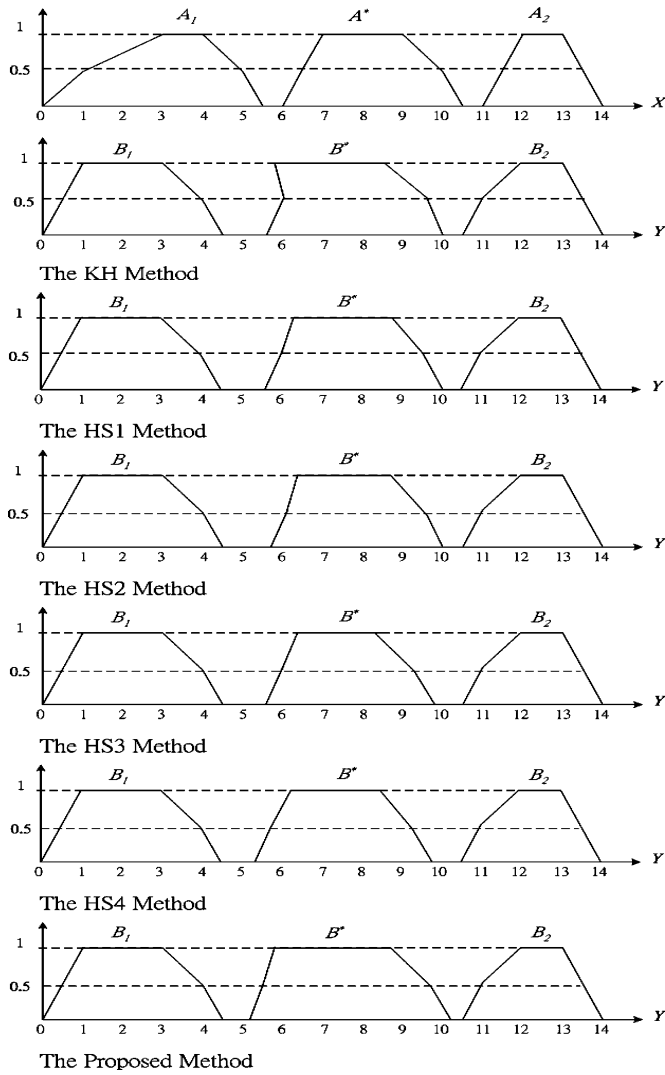 A₁ A* A₂
1
0.5
0 1 2 3 4 5 6 7 8 9 10 11 12 13 14 X
B₁ B* B₂
1
0.5
0 1 2 3 4 5 6 7 8 9 10 11 12 13 14 Y
The KH Method
B₁ B* B₂
1
0.5
0 1 2 3 4 5 6 7 8 9 10 11 12 13 14 Y
The HS1 Method
B₁ B* B₂
1
0.5
0 1 2 3 4 5 6 7 8 9 10 11 12 13 14 Y
The HS2 Method
B₁ B* B₂
1
0.5
0 1 2 3 4 5 6 7 8 9 10 11 12 13 14 Y
The HS3 Method
B₁ B* B₂
1
0.5
0 1 2 3 4 5 6 7 8 9 10 11 12 13 14 Y
The HS4 Method
B₁ B* B₂
1
0.5
0 1 2 3 4 5 6 7 8 9 10 11 12 13 14 Y
The Proposed Method